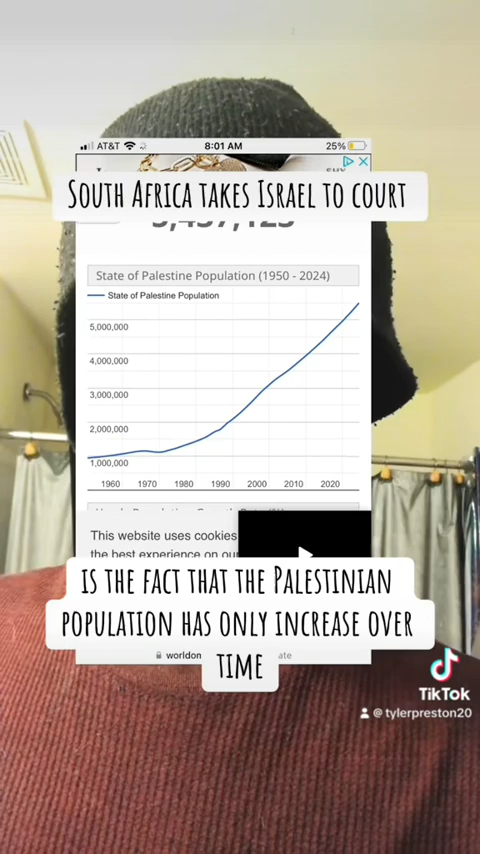 AT&T 8:01 AM 25%
SOUTH AFRICA TAKES ISRAEL TO COURT
State of Palestine Population (1950 - 2024)
State of Palestine Population
5,000,000
4,000,000
3,000,000
2,000,000
1,000,000
1960 1970 1980 1990 2000 2010 2020
This website uses cookies
the best experience on ou
IS THE FACT THAT THE PALESTINIAN
POPULATION HAS ONLY INCREASE OVER
TIME
worldom
ate
TikTok
@tylerpreston20